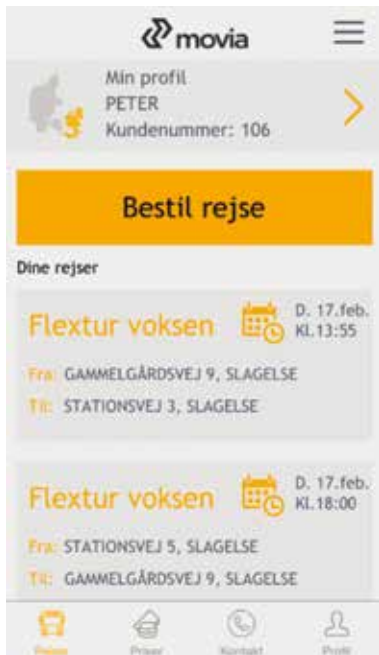 movia
Min profil
PETER
Kundenummer: 106
Bestil rejse
Dine rejser
Flextur voksen
D. 17.feb.
Kl.13:55
Fra: GAMMELGÅRDSVEJ 9, SLAGELSE
Til: STATIONSVEJ 3, SLAGELSE
Flextur voksen
D. 17.feb.
Kl.18:00
Fra: STATIONSVEJ 5, SLAGELSE
Til: GAMMELGÅRDSVEJ 9, SLAGELSE
Rejser
Priser
Kontakt
Profil